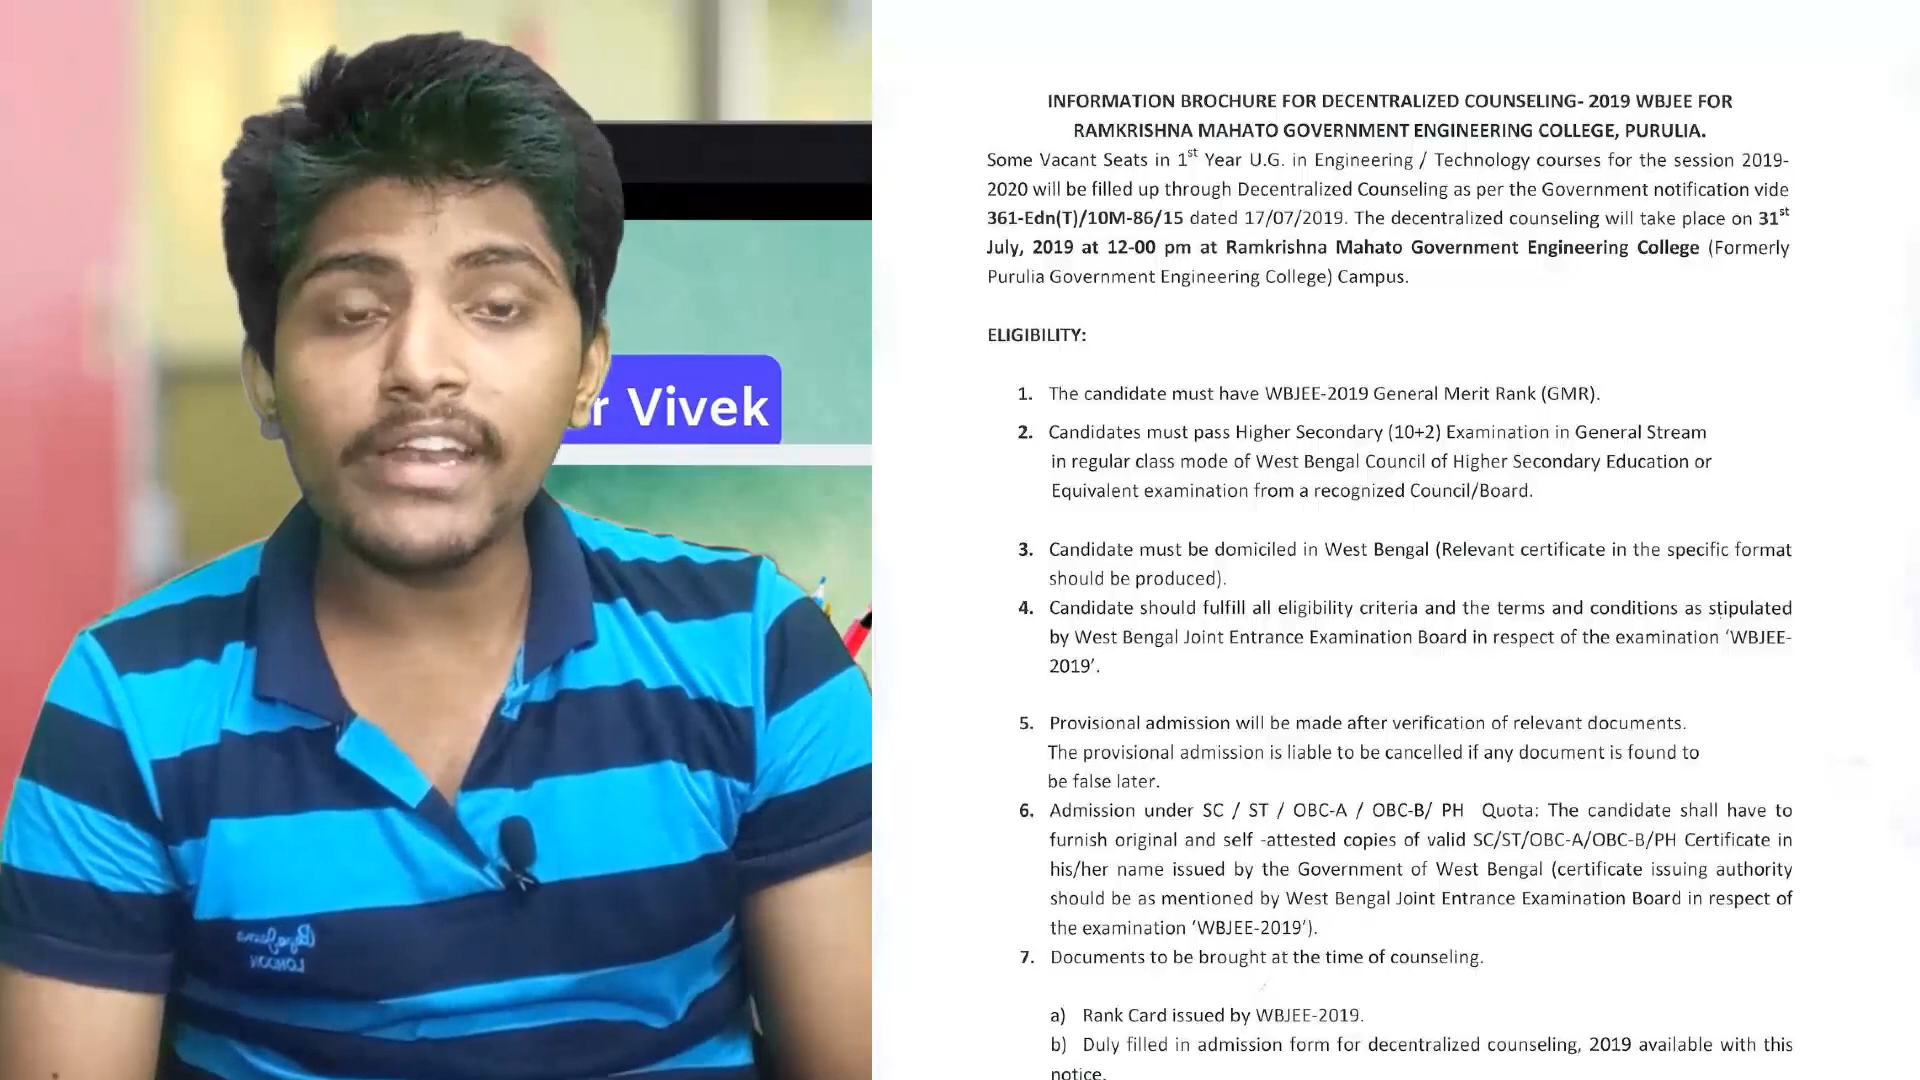 r Vivek
LONDON
INFORMATION BROCHURE FOR DECENTRALIZED COUNSELING- 2019 WBJEE FOR
RAMKRISHNA MAHATO GOVERNMENT ENGINEERING COLLEGE, PURULIA.
Some Vacant Seats in 1st Year U.G. in Engineering / Technology courses for the session 2019-
2020 will be filled up through Decentralized Counseling as per the Government notification vide
361-Edn(T)/10M-86/15 dated 17/07/2019. The decentralized counseling will take place on 31st
July, 2019 at 12-00 pm at Ramkrishna Mahato Government Engineering College (Formerly
Purulia Government Engineering College) Campus.
ELIGIBILITY:
1. The candidate must have WBJEE-2019 General Merit Rank (GMR).
2. Candidates must pass Higher Secondary (10+2) Examination in General Stream
in regular class mode of West Bengal Council of Higher Secondary Education or
Equivalent examination from a recognized Council/Board.
3. Candidate must be domiciled in West Bengal (Relevant certificate in the specific format
should be produced).
4. Candidate should fulfill all eligibility criteria and the terms and conditions as stipulated
by West Bengal Joint Entrance Examination Board in respect of the examination ‘WBJEE-
2019’.
5. Provisional admission will be made after verification of relevant documents.
The provisional admission is liable to be cancelled if any document is found to
be false later.
6. Admission under SC / ST / OBC-A / OBC-B/ PH Quota: The candidate shall have to
furnish original and self -attested copies of valid SC/ST/OBC-A/OBC-B/PH Certificate in
his/her name issued by the Government of West Bengal (certificate issuing authority
should be as mentioned by West Bengal Joint Entrance Examination Board in respect of
the examination ‘WBJEE-2019’).
7. Documents to be brought at the time of counseling.
a) Rank Card issued by WBJEE-2019.
b) Duly filled in admission form for decentralized counseling, 2019 available with this
notice.